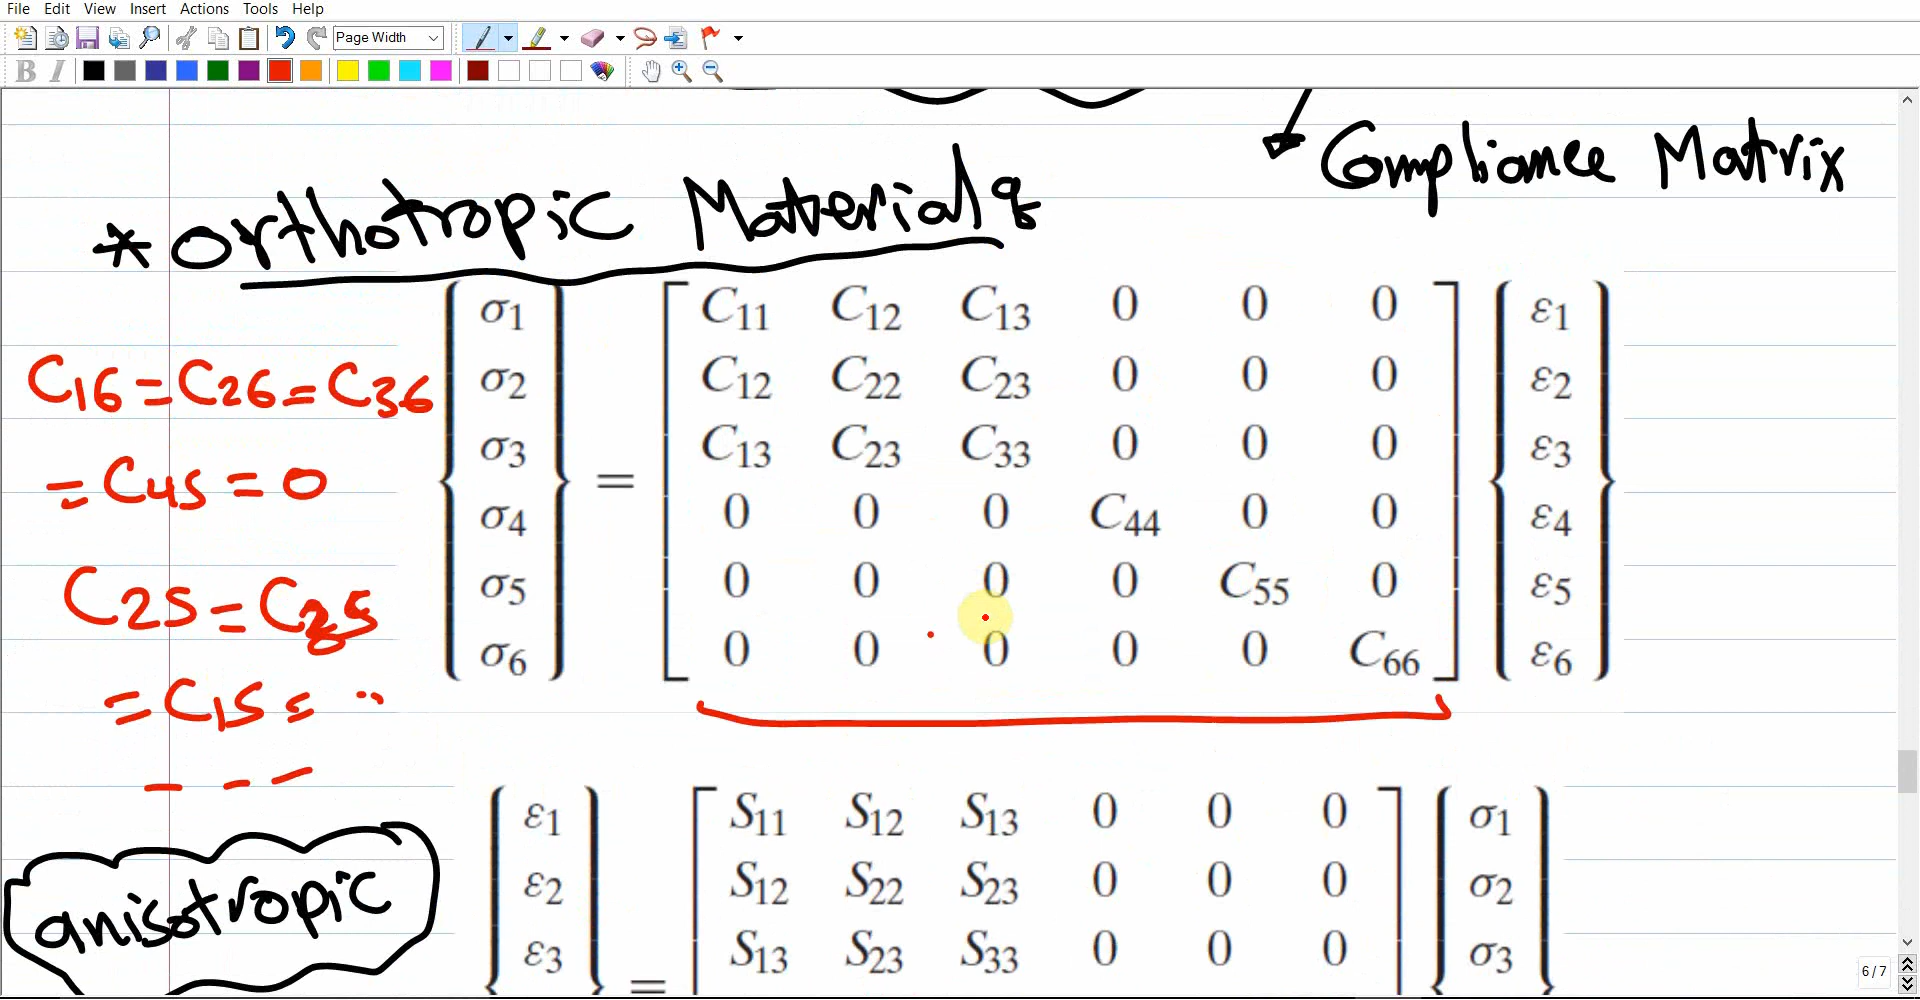 File Edit View Insert Actions Tools Help
Page Width
B I
Compliance Matrix
* Orthotropic Material:
σ1 C11 C12 C13 0 0 0 ε1
σ2 C12 C22 C23 0 0 0 ε2
σ3 C13 C23 C33 0 0 0 ε3
=
σ4 0 0 0 C44 0 0 ε4
σ5 0 0 0 0 C55 0 ε5
σ6 0 0 0 0 0 C66 ε6
C16 = C26 = C36
= C45 = 0
C25 =
= C15 = ..
- - -
anisotropic
ε1 S11 S12 S13 0 0 0 σ1
ε2 S12 S22 S23 0 0 0 σ2
ε3 S13 S23 S33 0 0 0 σ3
=
6 / 7